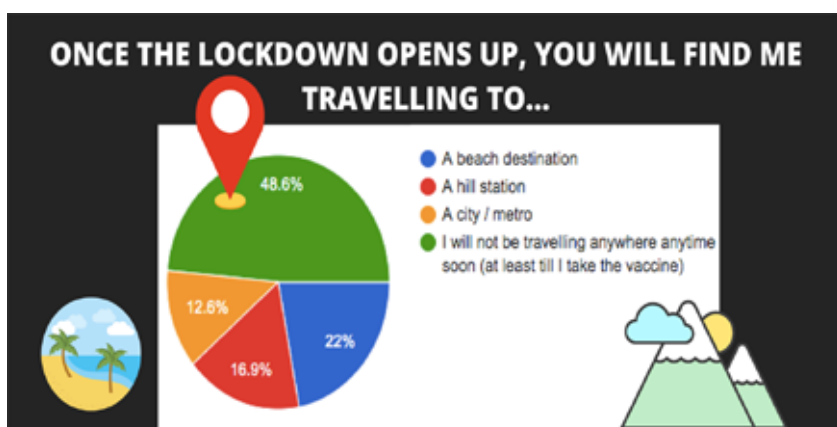 ONCE THE LOCKDOWN OPENS UP, YOU WILL FIND ME
TRAVELLING TO...
48.6%
12.6%
16.9%
22%
A beach destination
A hill station
A city / metro
I will not be travelling anywhere anytime
soon (at least till I take the vaccine)